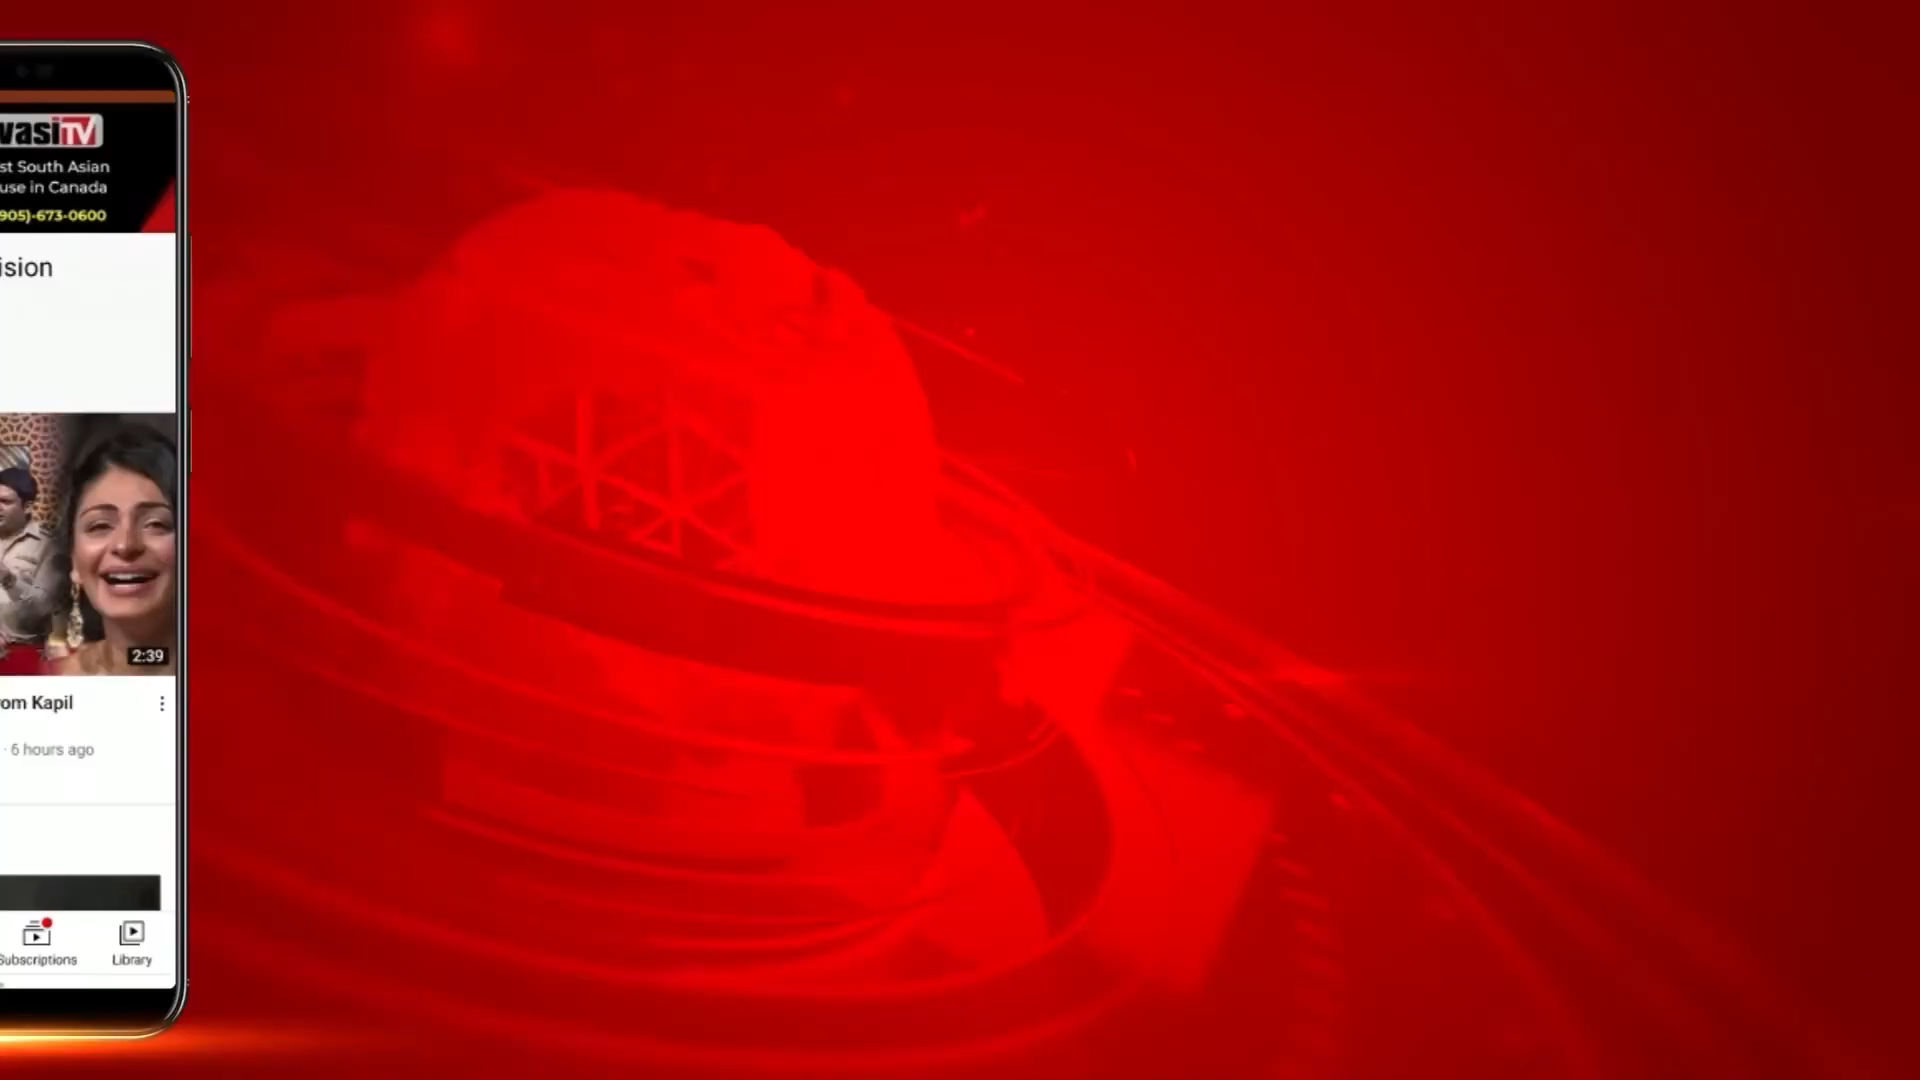 vasiTV
st South Asian
use in Canada
905)-673-0600
ision
2:39
om Kapil
· 6 hours ago
Subscriptions
Library